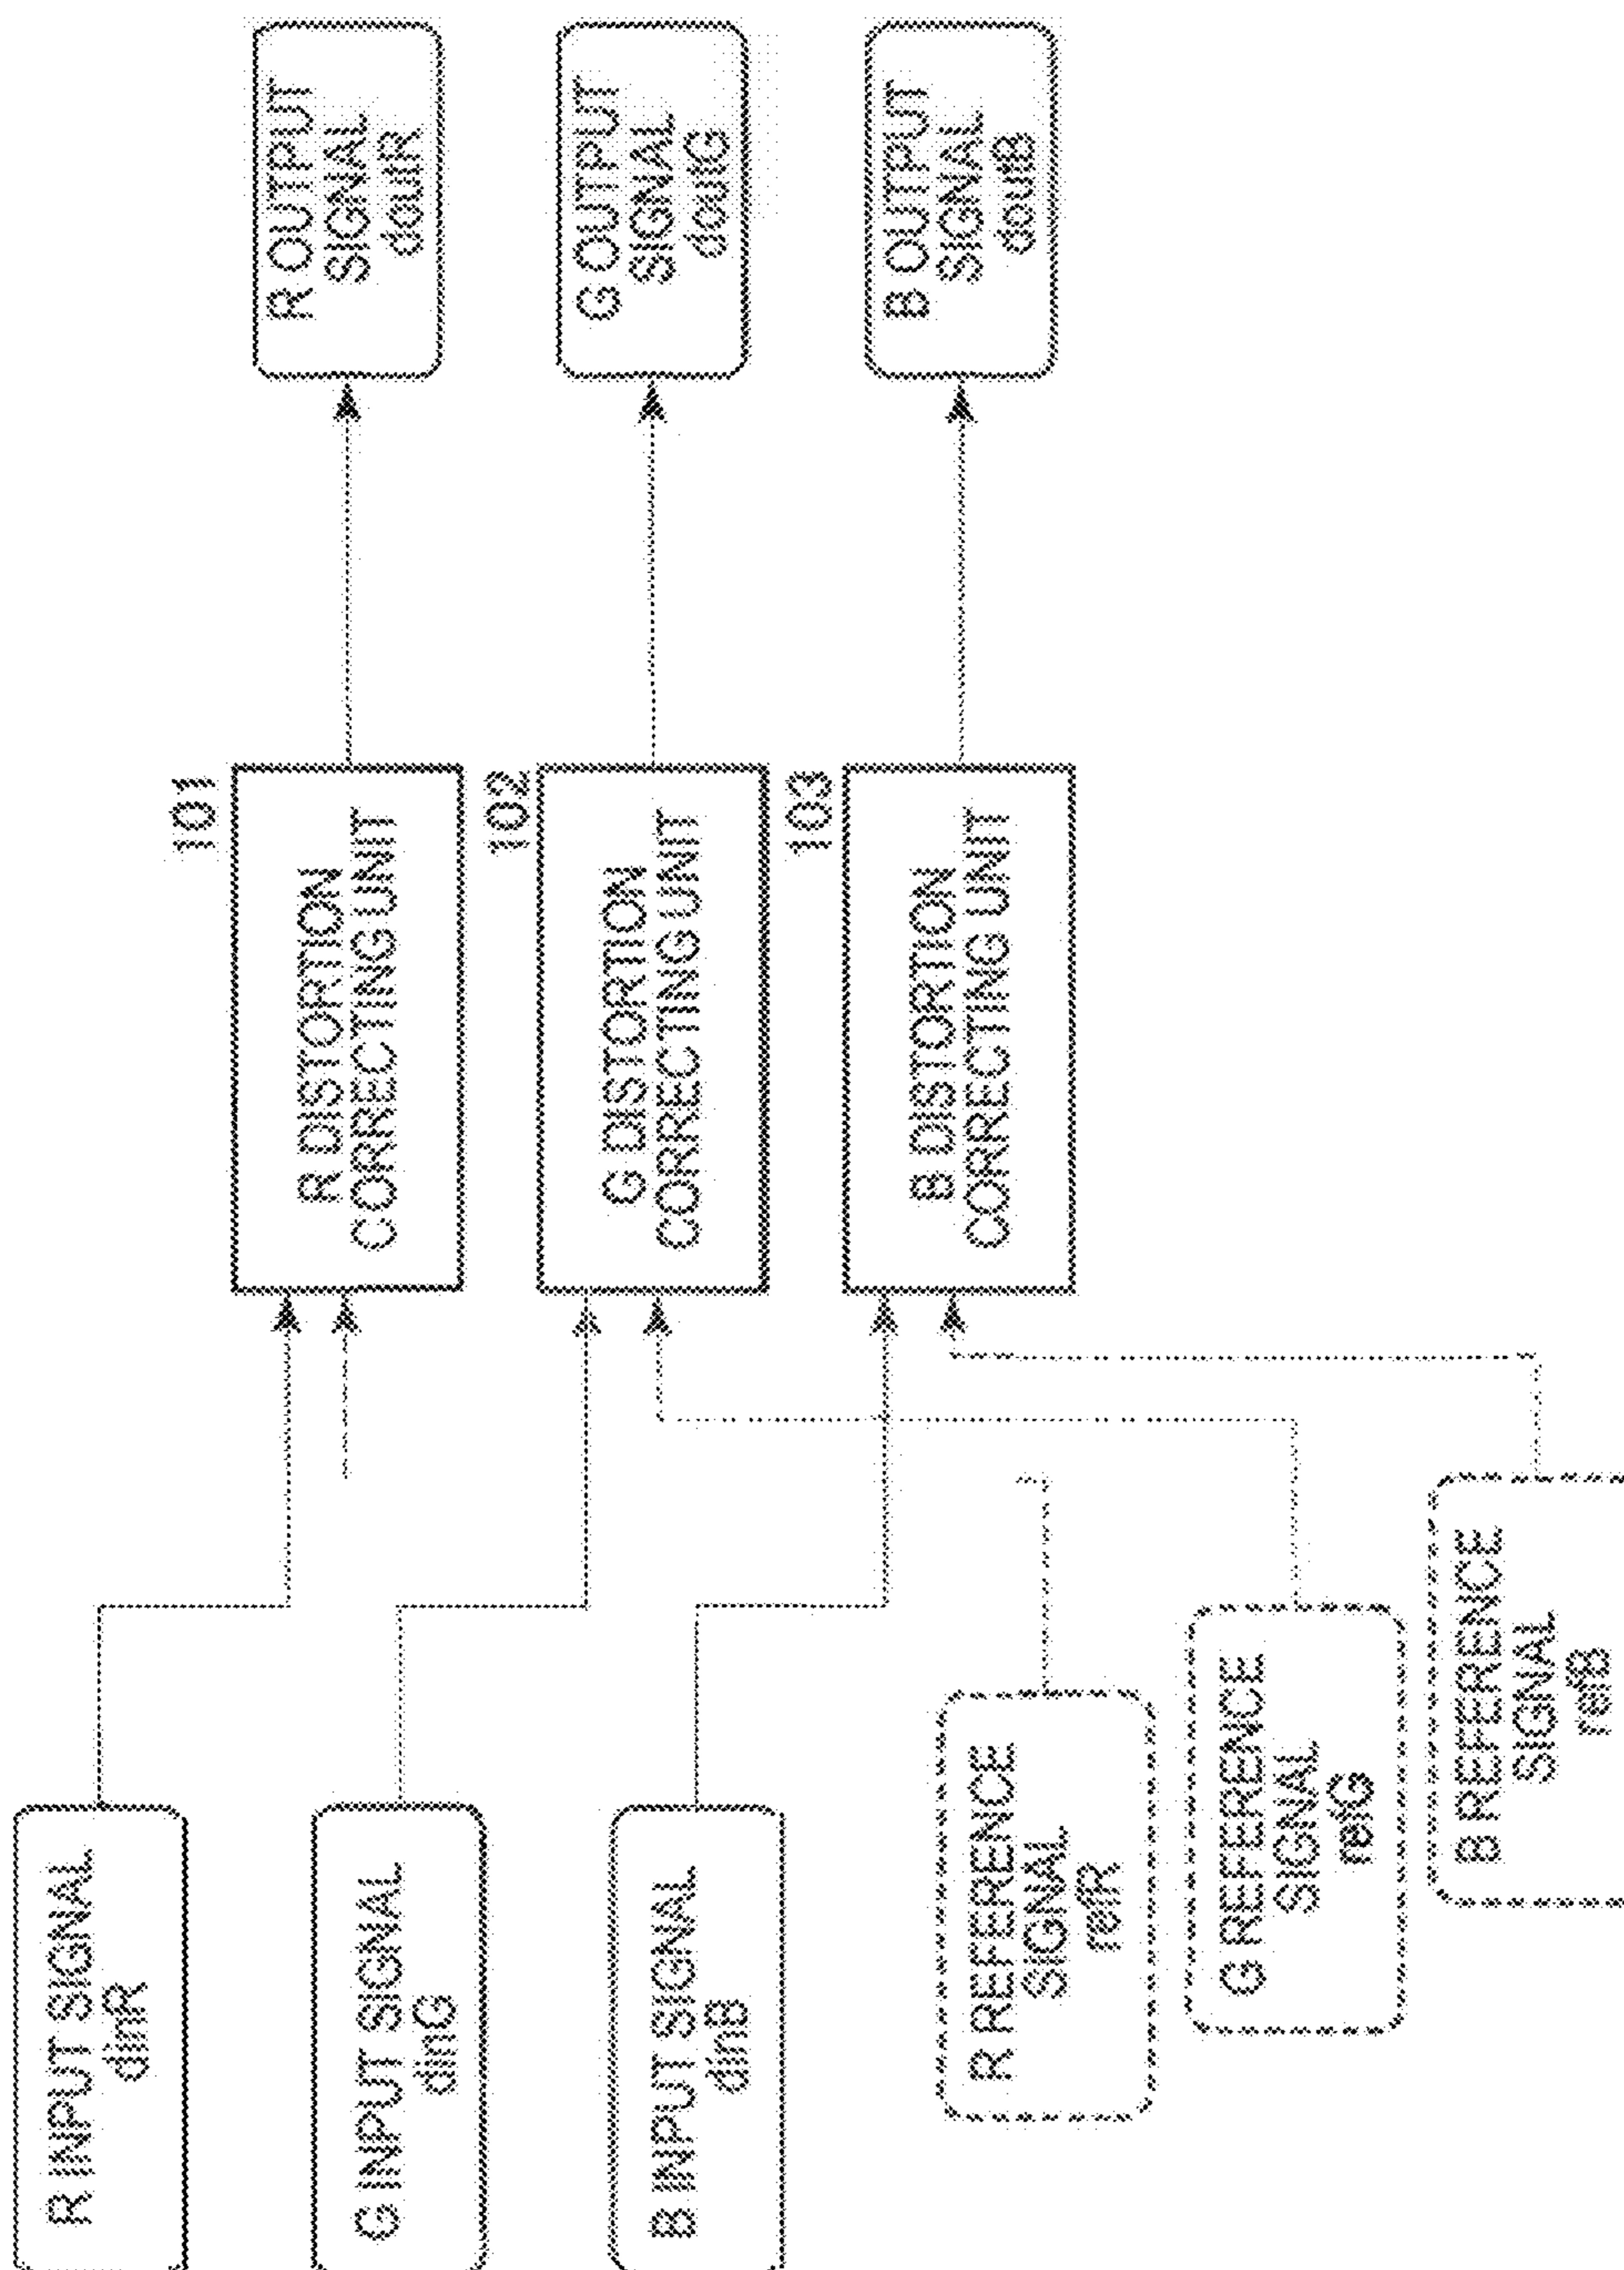 R INPUT SIGNAL
dinR
G INPUT SIGNAL
dinG
B INPUT SIGNAL
dinB
R REFERENCE
SIGNAL
refR
G REFERENCE
SIGNAL
refG
B REFERENCE
SIGNAL
refB
101
R DISTORTION
CORRECTING UNIT
102
G DISTORTION
CORRECTING UNIT
103
B DISTORTION
CORRECTING UNIT
R OUTPUT
SIGNAL
doutR
G OUTPUT
SIGNAL
doutG
B OUTPUT
SIGNAL
doutB